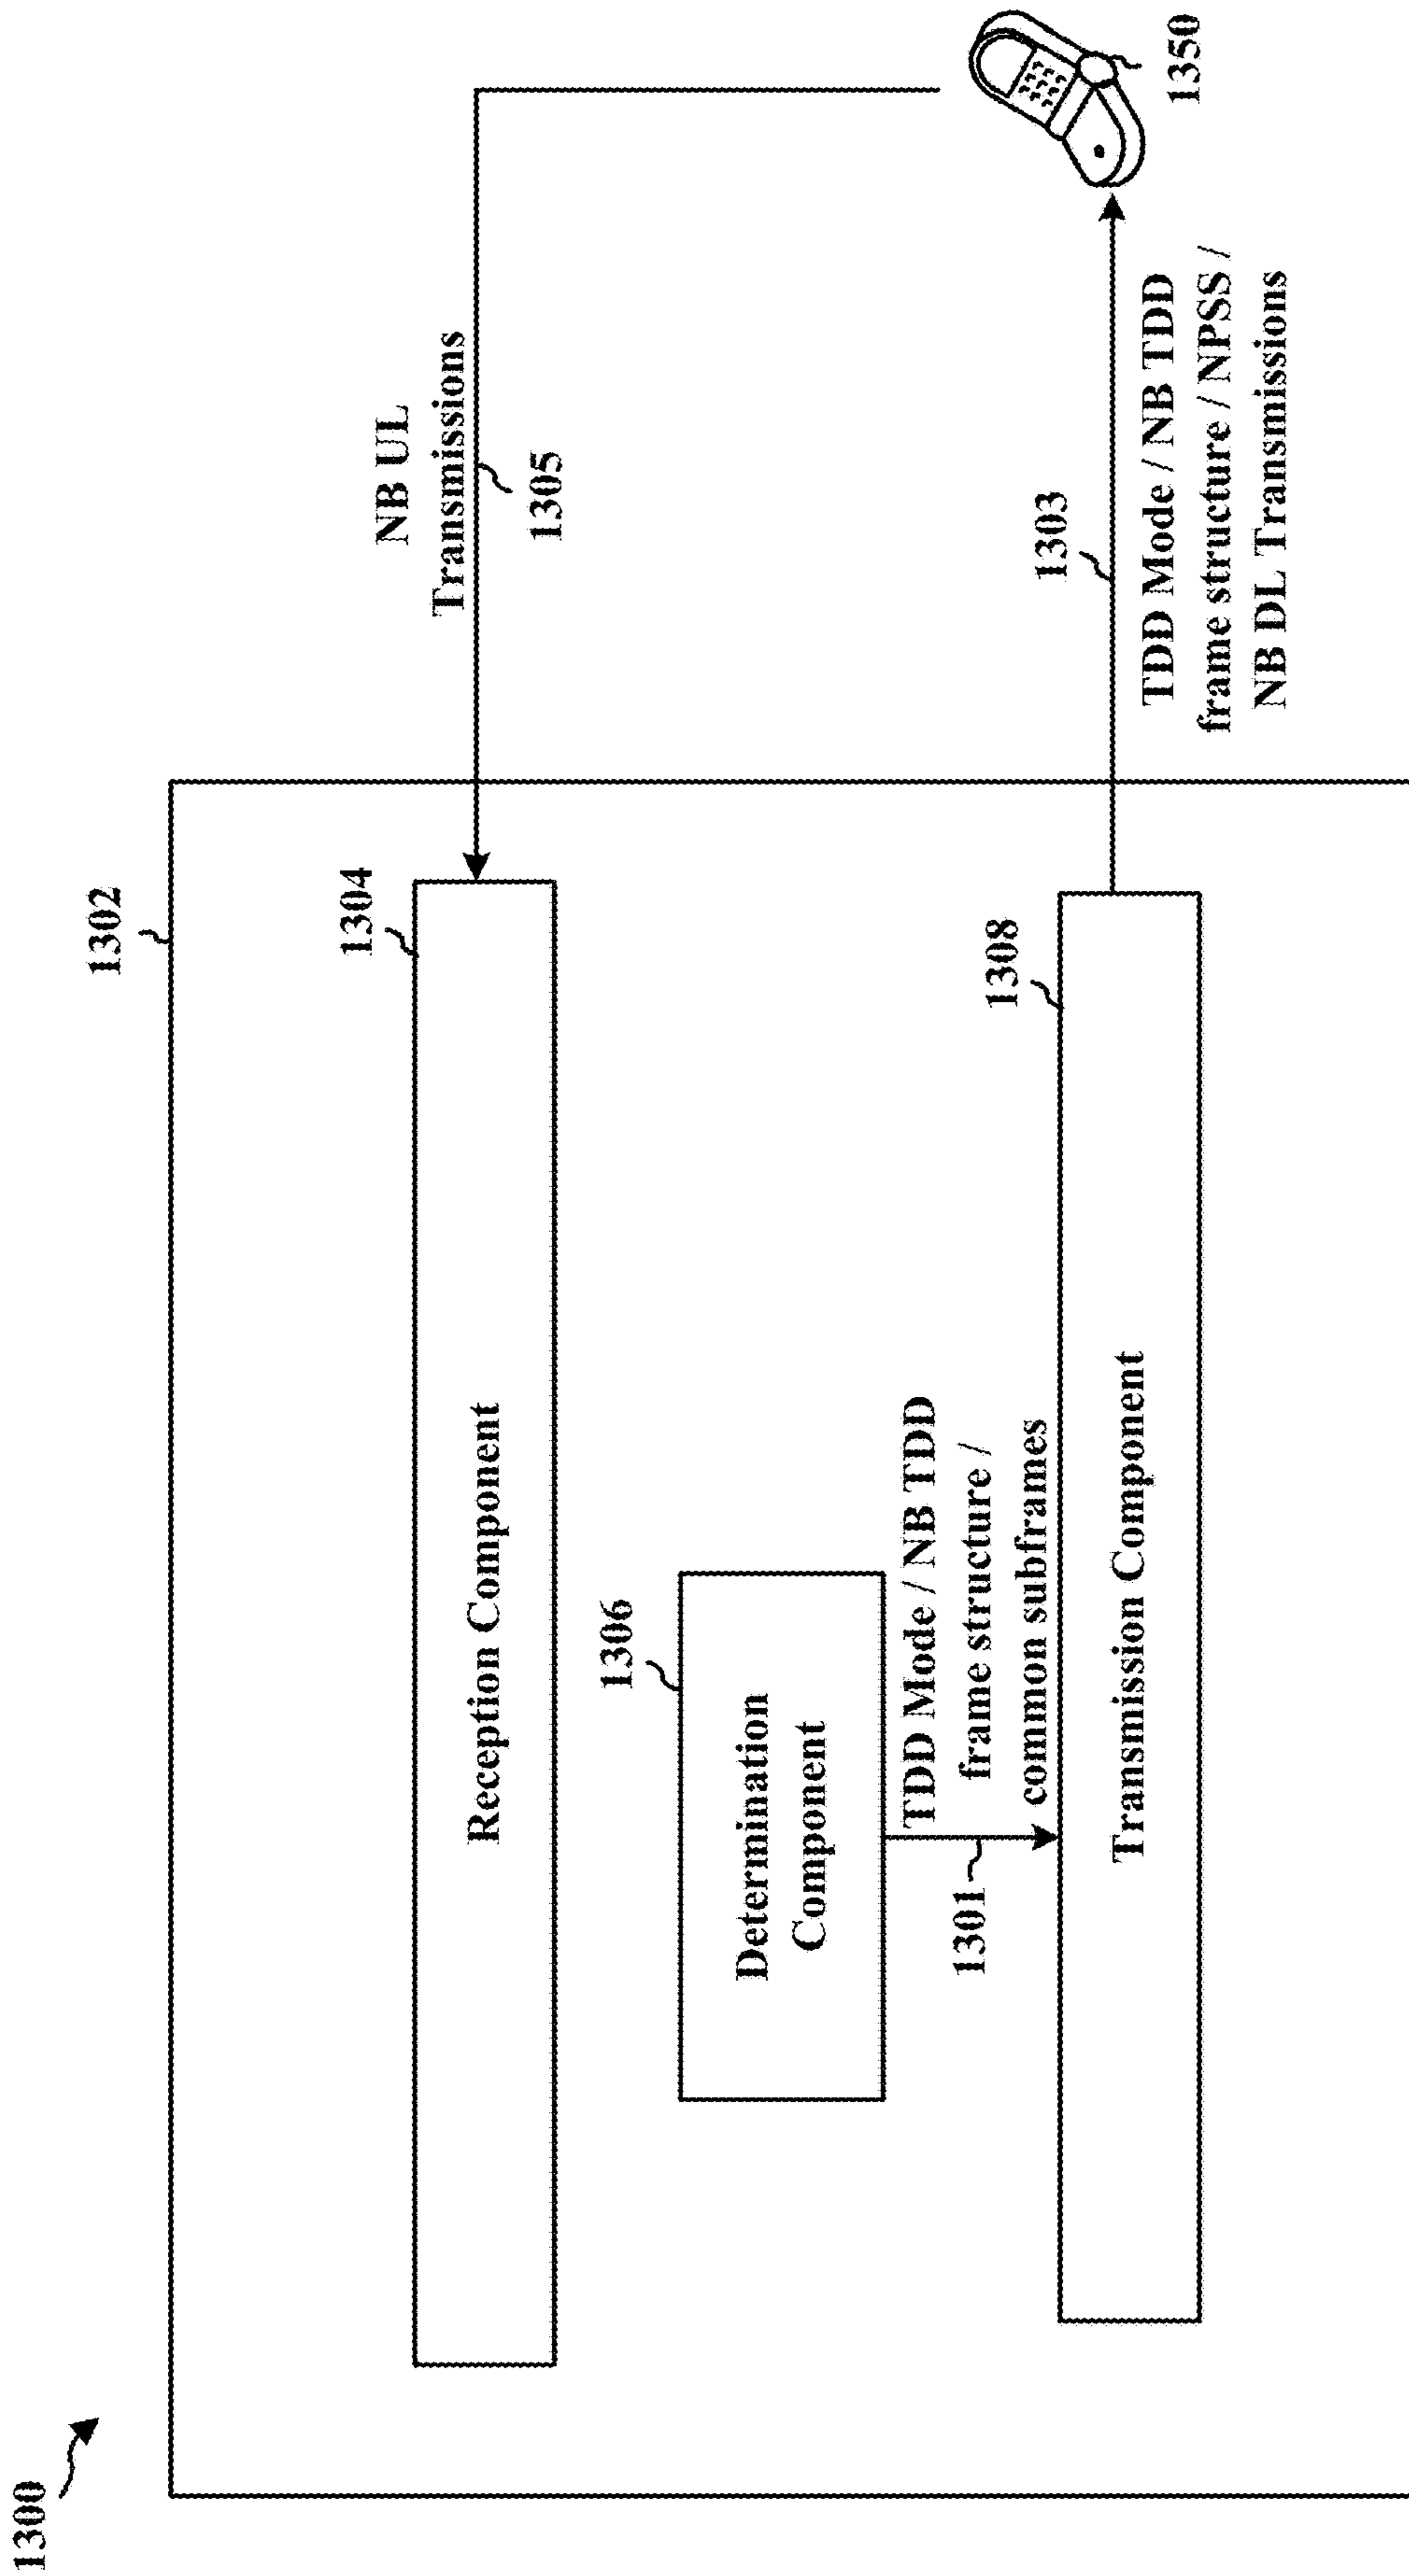 1300
1302
1304
Reception Component
NB UL
Transmissions
1305
1306
Determination
Component
TDD Mode / NB TDD
frame structure /
common subframes
1301
1308
Transmission Component
1303
TDD Mode / NB TDD
frame structure / NPSS /
NB DL Transmissions
1350